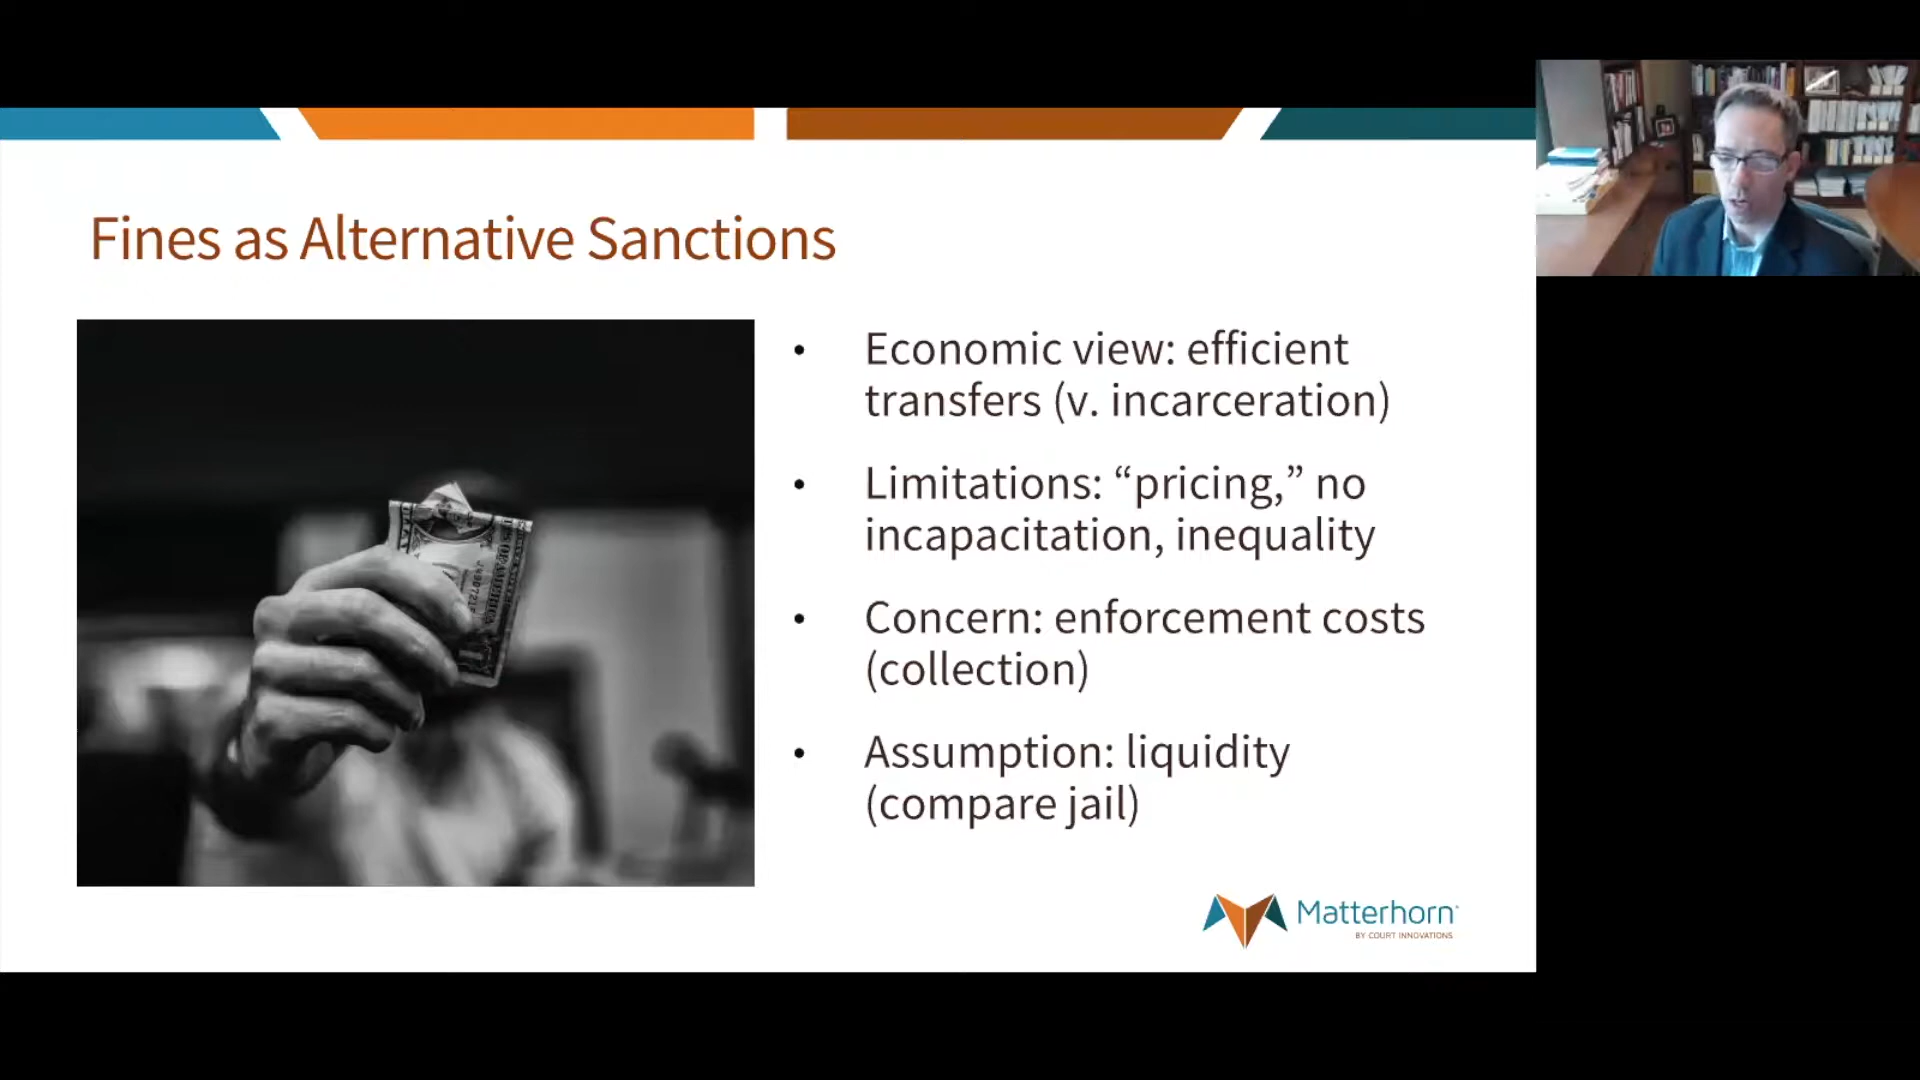 Fines as Alternative Sanctions
• Economic view: efficient
transfers (v. incarceration)
• Limitations: “pricing,” no
incapacitation, inequality
• Concern: enforcement costs
(collection)
• Assumption: liquidity
(compare jail)
Matterhorn
BY COURT INNOVATIONS